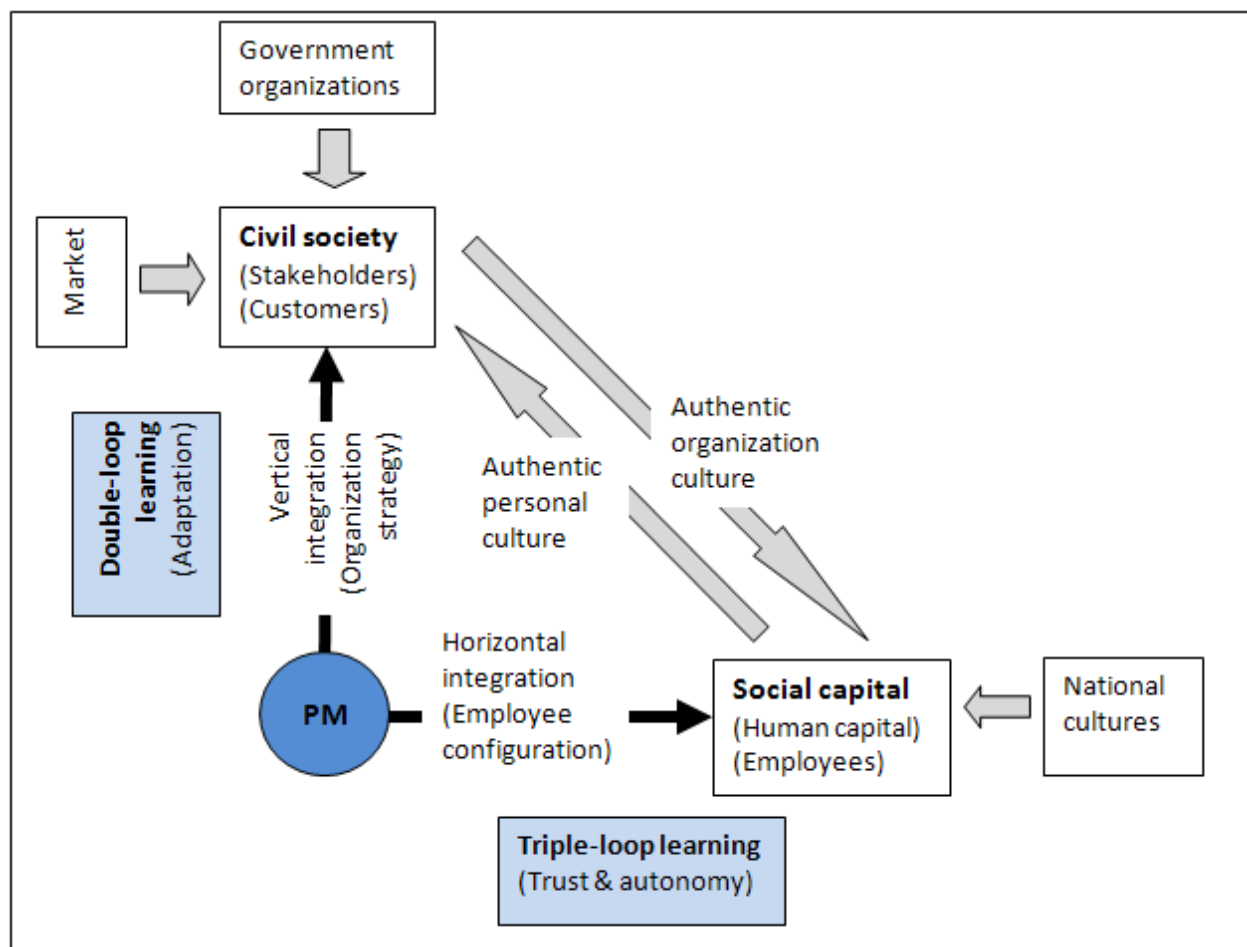 Government
organizations
Market
Civil society
(Stakeholders)
(Customers)
Double-loop
learning
(Adaptation)
Vertical
integration
(Organization
strategy)
Authentic
organization
culture
Authentic
personal
culture
PM
Horizontal
integration
(Employee
configuration)
Social capital
(Human capital)
(Employees)
National
cultures
Triple-loop learning
(Trust & autonomy)